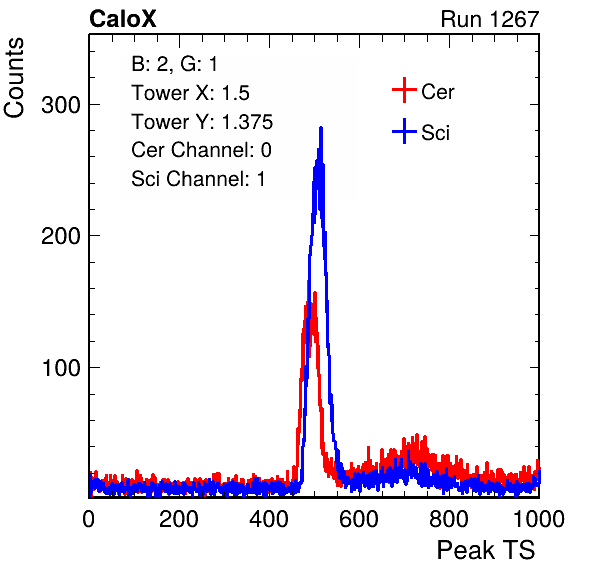 CaloX Run 1267
Counts
B: 2, G: 1
Tower X: 1.5
Tower Y: 1.375
Cer Channel: 0
Sci Channel: 1
Cer
Sci
300
200
100
0 200 400 600 800 1000
Peak TS